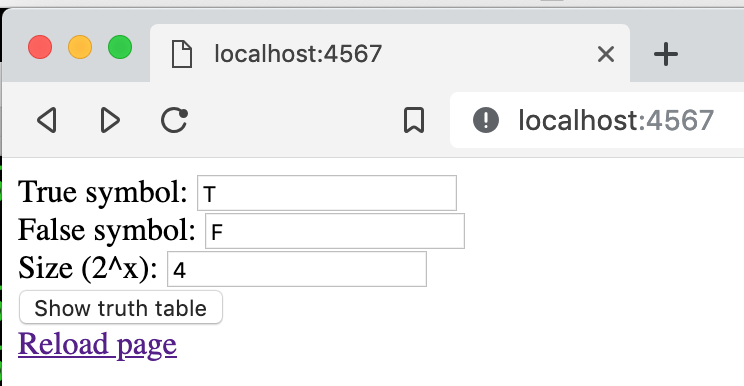 localhost:4567
localhost:4567
True symbol: T
False symbol: F
Size (2^x): 4
Show truth table
Reload page